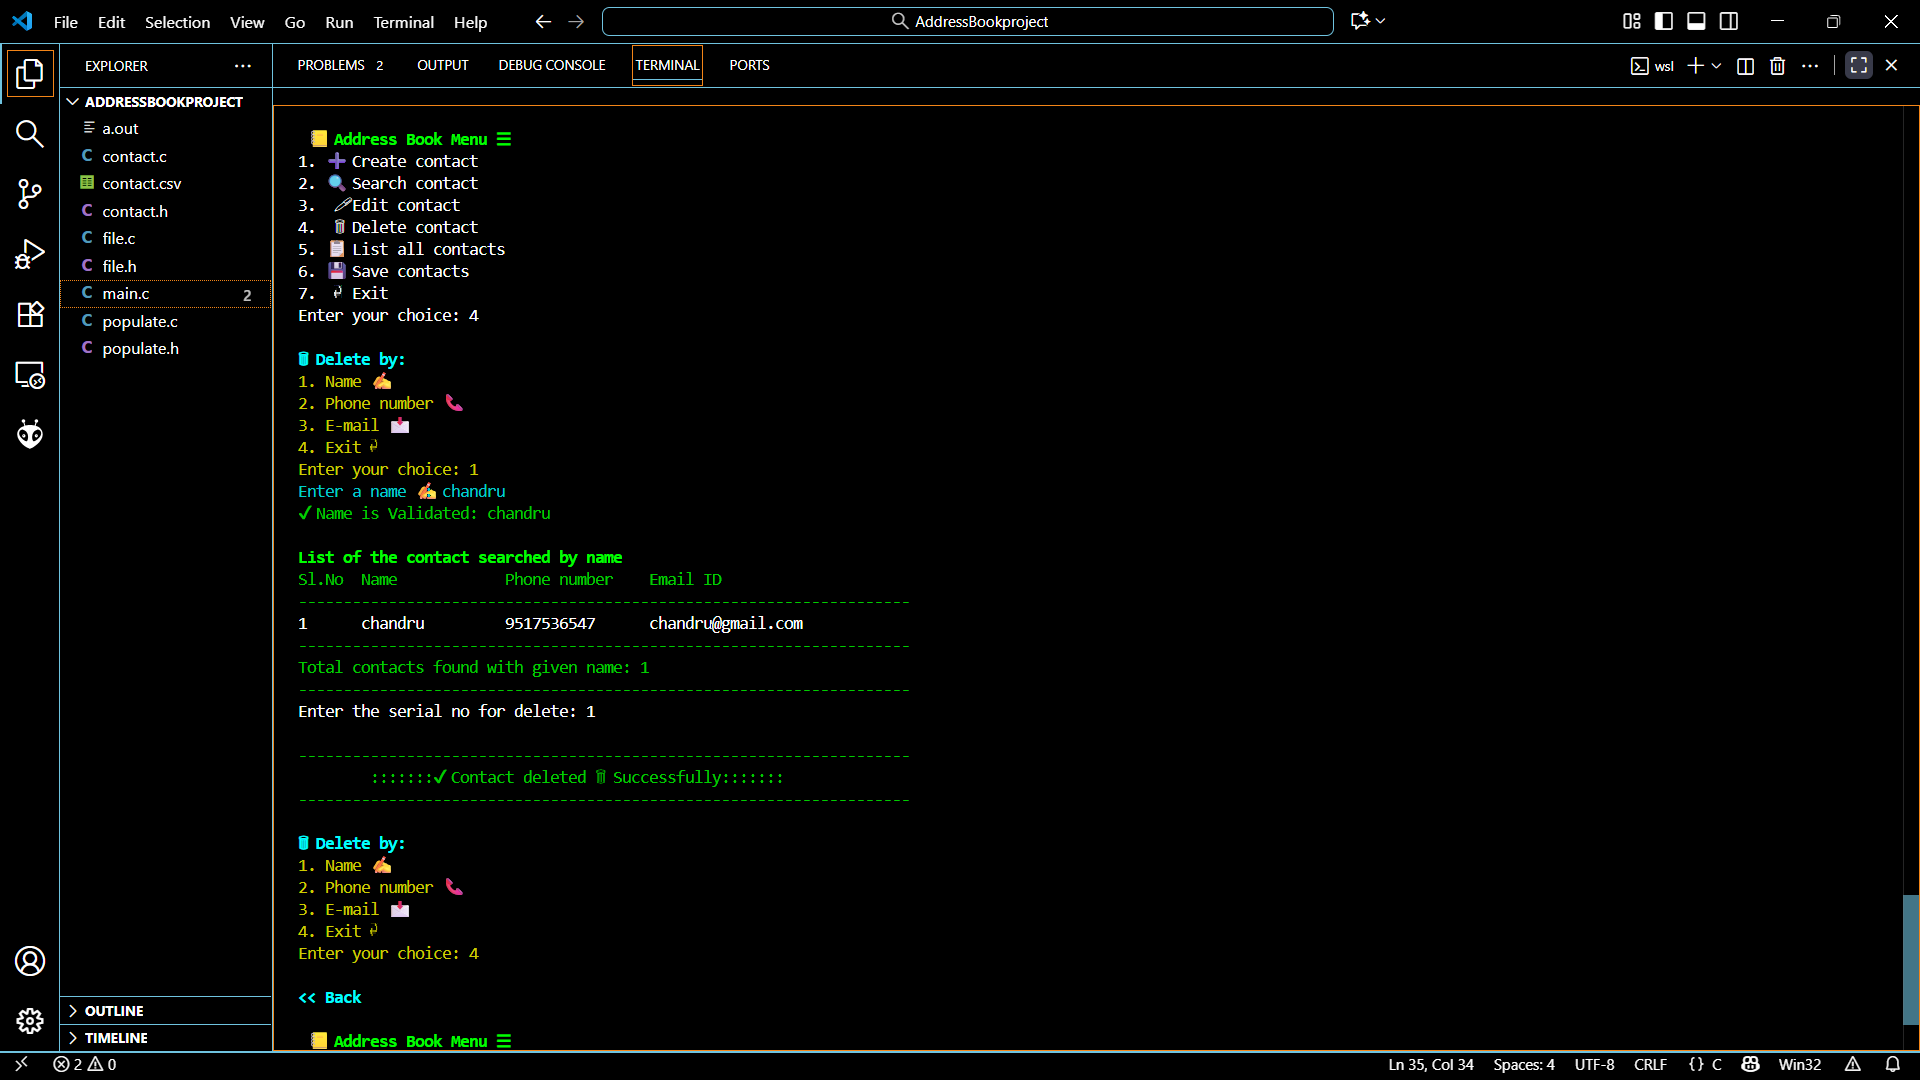 File Edit Selection View Go Run Terminal Help
AddressBookproject
EXPLORER
PROBLEMS 2 OUTPUT DEBUG CONSOLE TERMINAL PORTS
wsl
ADDRESSBOOKPROJECT
a.out
C contact.c
contact.csv
C contact.h
C file.c
C file.h
C main.c 2
C populate.c
C populate.h
OUTLINE
TIMELINE
Address Book Menu
1. Create contact
2. Search contact
3. Edit contact
4. Delete contact
5. List all contacts
6. Save contacts
7. Exit
Enter your choice: 4
Delete by:
1. Name
2. Phone number
3. E-mail
4. Exit
Enter your choice: 1
Enter a name chandru
✓Name is Validated: chandru
List of the contact searched by name
Sl.No Name Phone number Email ID
--------------------------------------------------------------------
1 chandru 9517536547 chandru@gmail.com
--------------------------------------------------------------------
Total contacts found with given name: 1
--------------------------------------------------------------------
Enter the serial no for delete: 1
--------------------------------------------------------------------
:::::::✓Contact deleted Successfully:::::::
--------------------------------------------------------------------
Delete by:
1. Name
2. Phone number
3. E-mail
4. Exit
Enter your choice: 4
<< Back
Address Book Menu
2 0
Ln 35, Col 34 Spaces: 4 UTF-8 CRLF {} C Win32